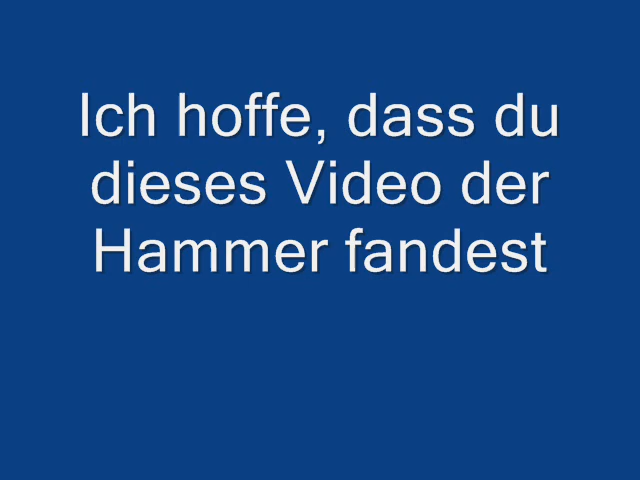 Ich hoffe, dass du
dieses Video der
Hammer fandest